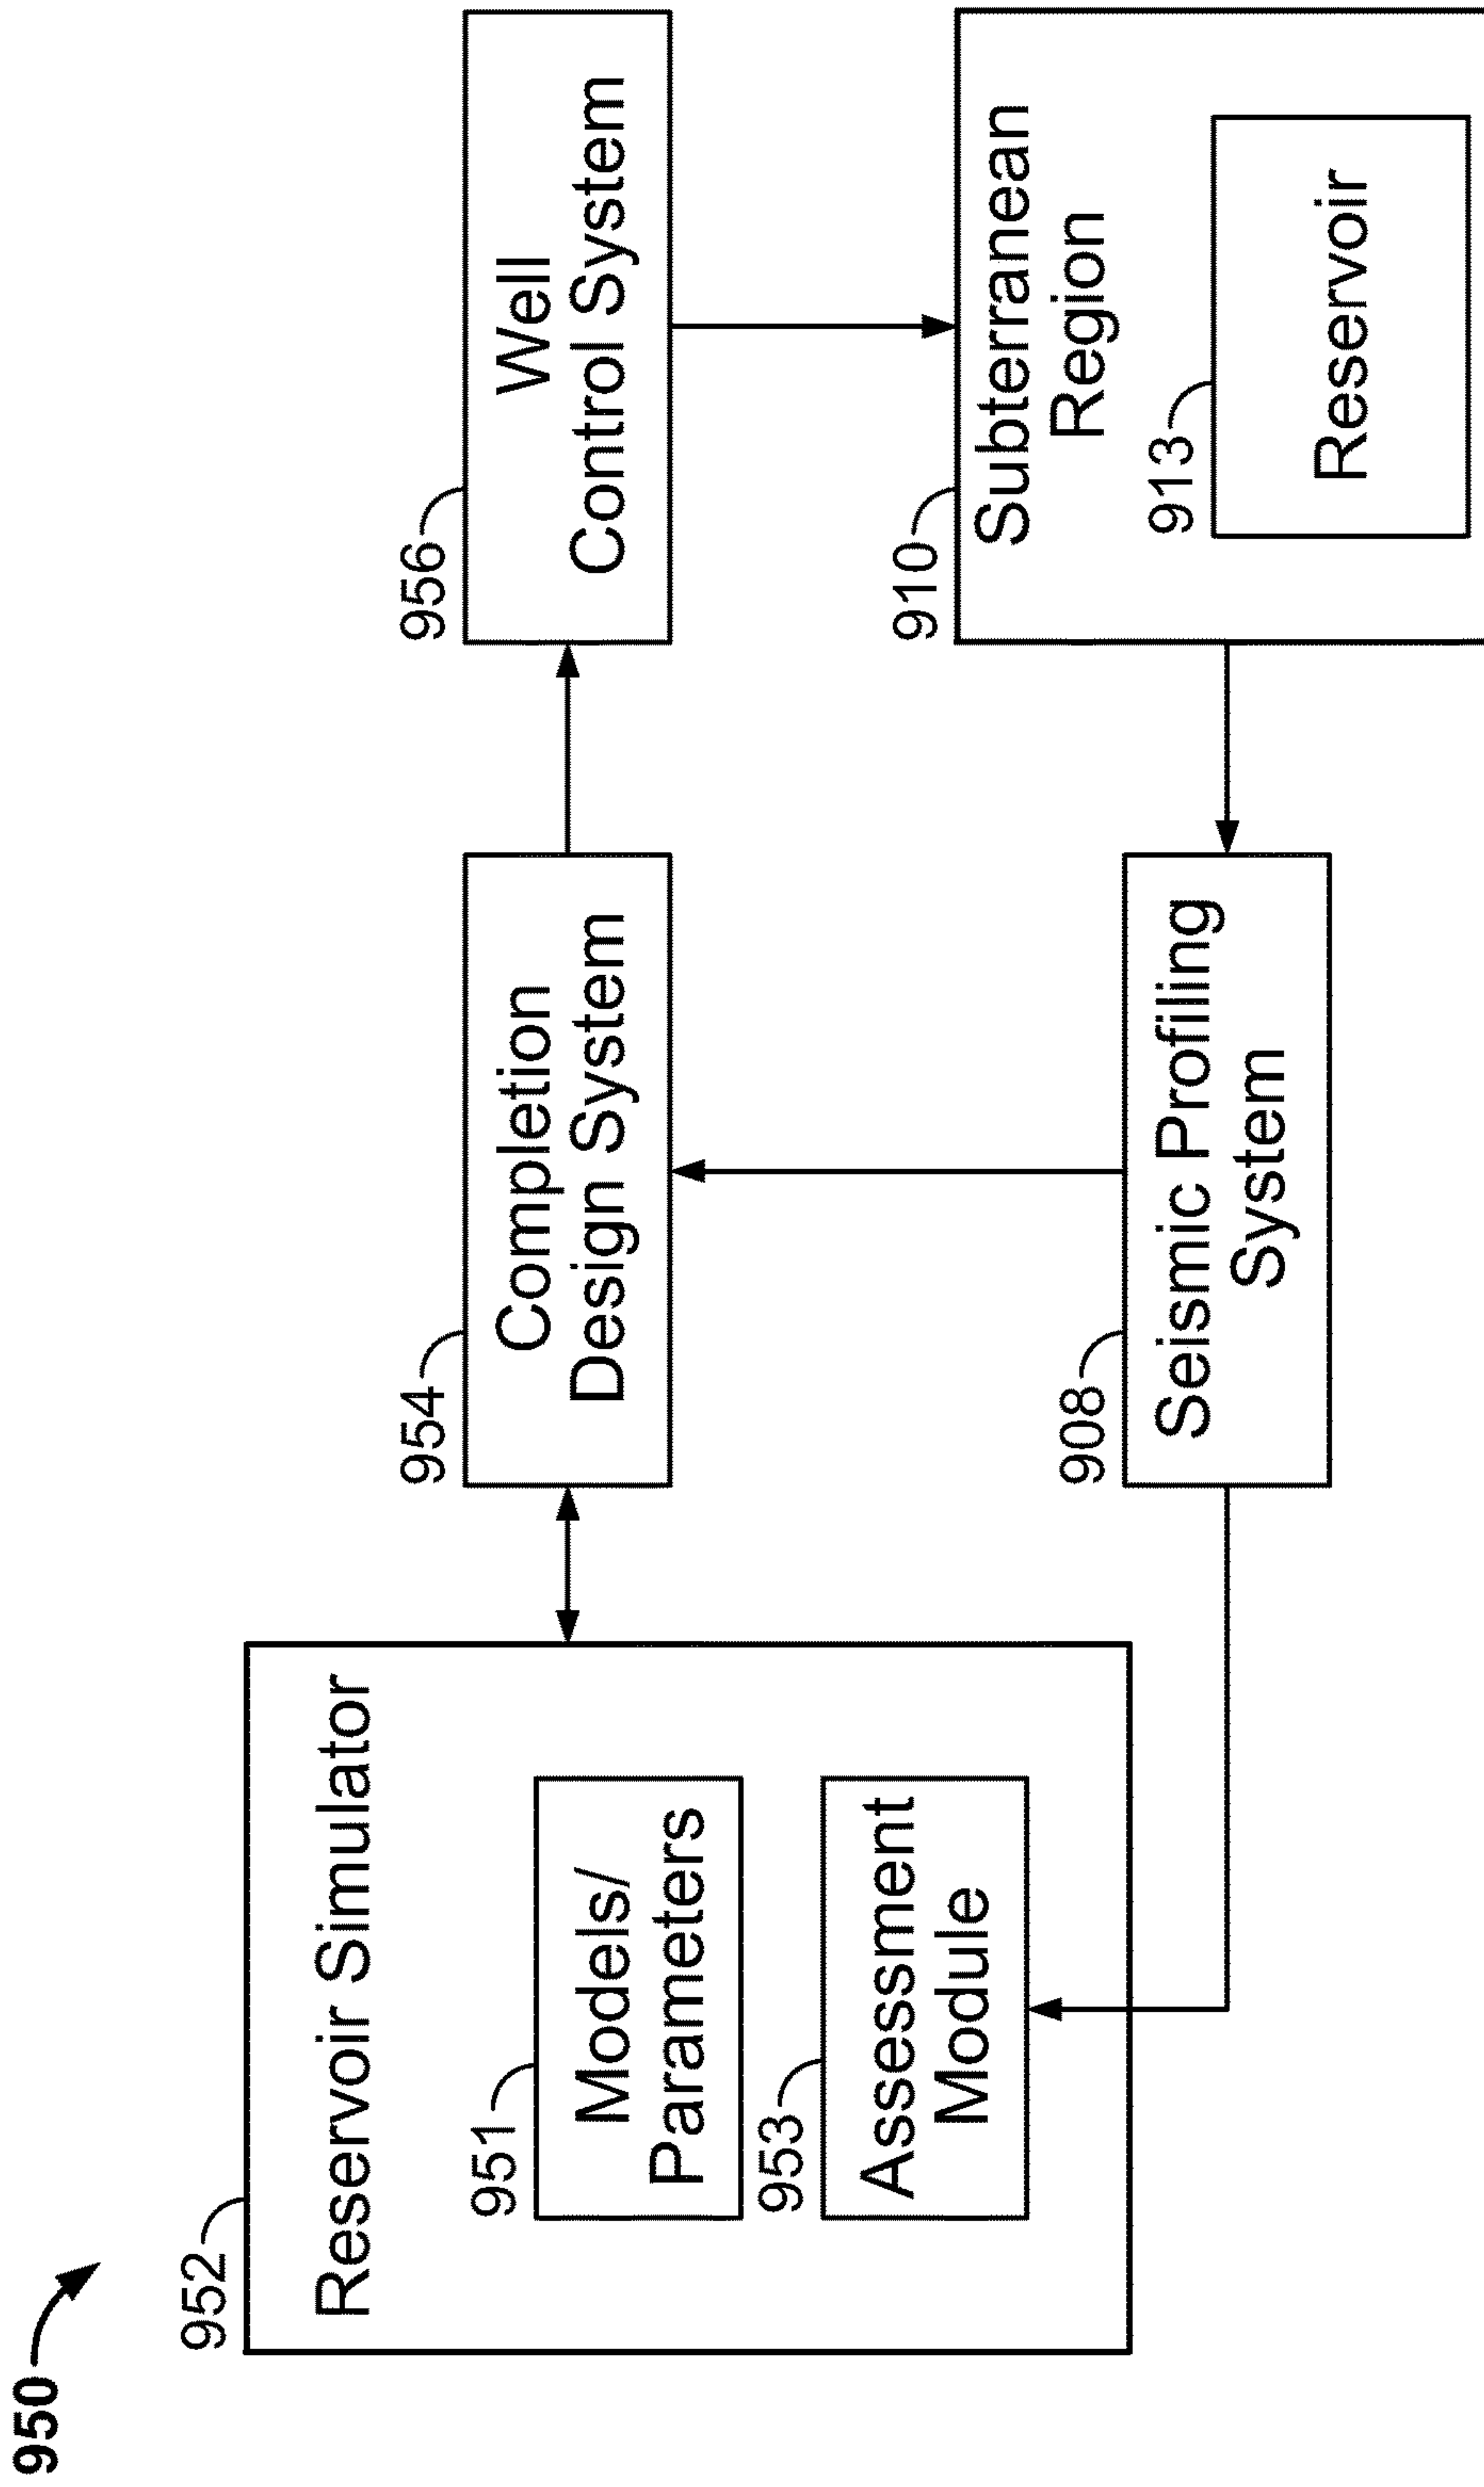 950
952
Reservoir Simulator
951
Models/
Parameters
953
Assessment
Module
954
Completion
Design System
956
Well
Control System
908
Seismic Profiling
System
910
Subterranean
Region
913
Reservoir